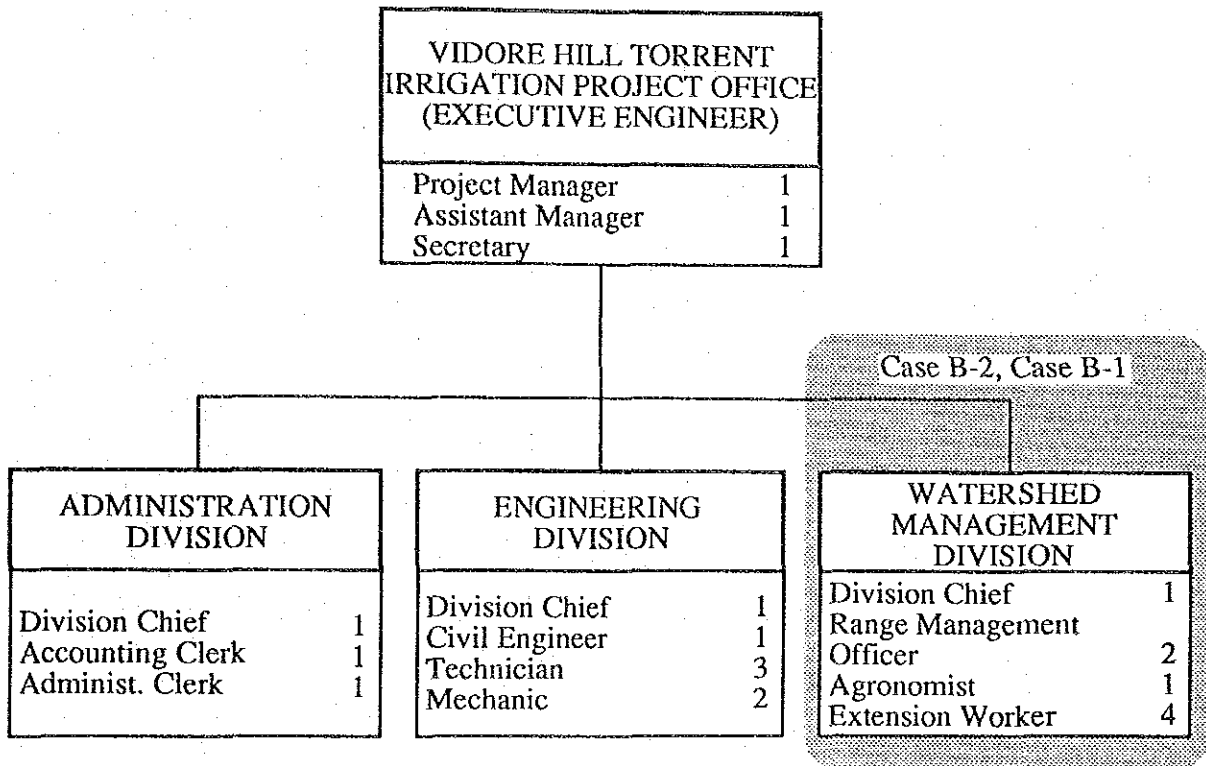 VIDORE HILL TORRENT
IRRIGATION PROJECT OFFICE
(EXECUTIVE ENGINEER)
Project Manager 1
Assistant Manager 1
Secretary 1
Case B-2, Case B-1
ADMINISTRATION
DIVISION
Division Chief 1
Accounting Clerk 1
Administ. Clerk 1
ENGINEERING
DIVISION
Division Chief 1
Civil Engineer 1
Technician 3
Mechanic 2
WATERSHED
MANAGEMENT
DIVISION
Division Chief 1
Range Management
Officer 2
Agronomist 1
Extension Worker 4